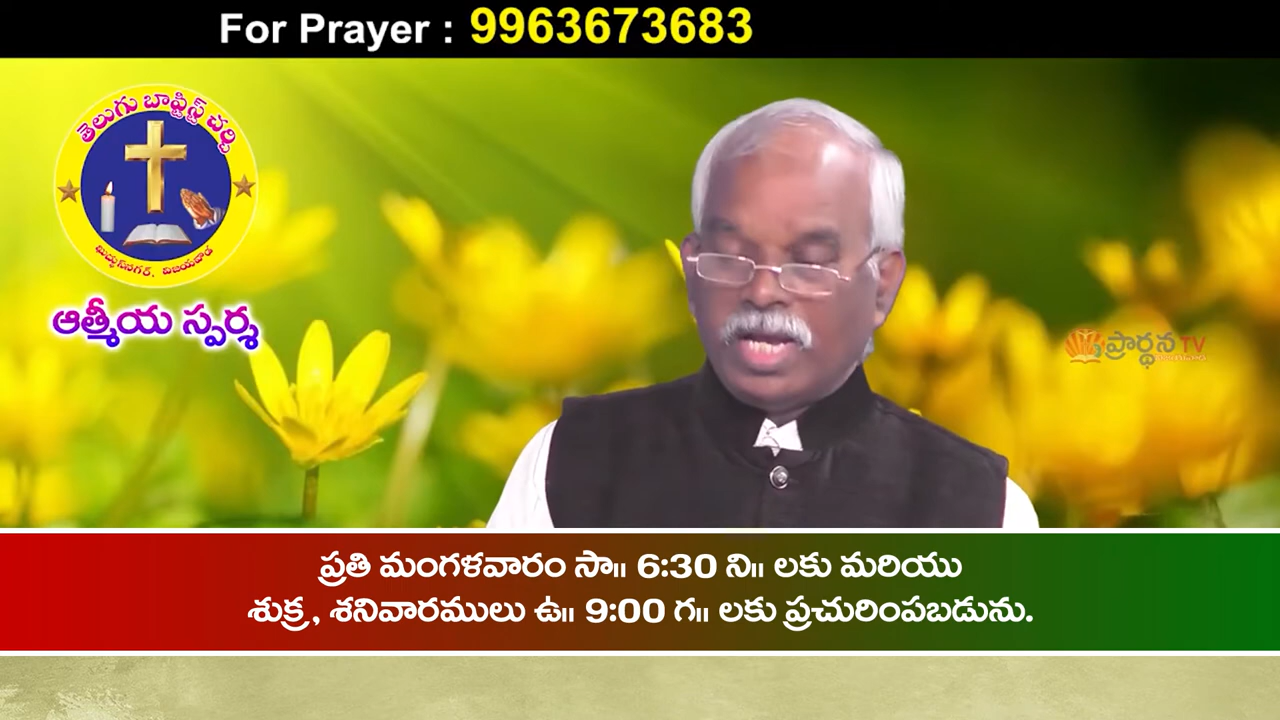 For Prayer : 9963673683
తెలుగు బాప్టిస్ట్ చర్చి
విజయవాడ
ఆత్మీయ స్పర్శ
ప్రార్థన TV
ప్రతి మంగళవారం సా॥ 6:30 ని॥ లకు మరియు
శుక్ర, శనివారములు ఉ॥ 9:00 గ॥ లకు ప్రచురింపబడును.